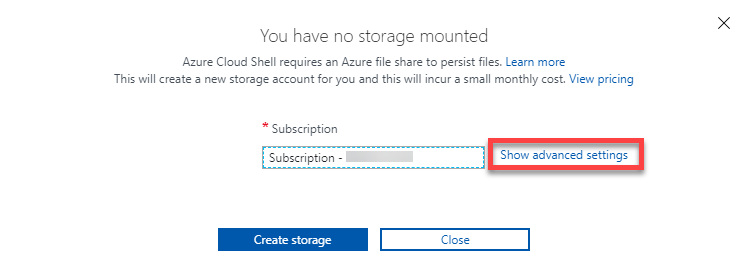 You have no storage mounted
Azure Cloud Shell requires an Azure file share to persist files. Learn more
This will create a new storage account for you and this will incur a small monthly cost. View pricing
* Subscription
Subscription -
Show advanced settings
Create storage
Close